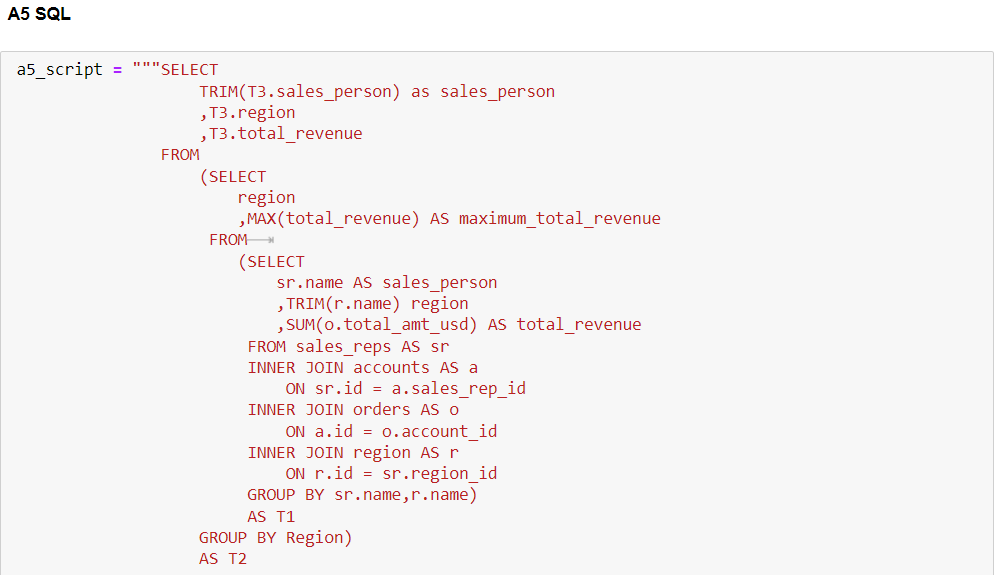 A5 SQL
a5_script = """SELECT
TRIM(T3.sales_person) as sales_person
,T3.region
,T3.total_revenue
FROM
(SELECT
region
,MAX(total_revenue) AS maximum_total_revenue
FROM
(SELECT
sr.name AS sales_person
,TRIM(r.name) region
,SUM(o.total_amt_usd) AS total_revenue
FROM sales_reps AS sr
INNER JOIN accounts AS a
ON sr.id = a.sales_rep_id
INNER JOIN orders AS o
ON a.id = o.account_id
INNER JOIN region AS r
ON r.id = sr.region_id
GROUP BY sr.name,r.name)
AS T1
GROUP BY Region)
AS T2